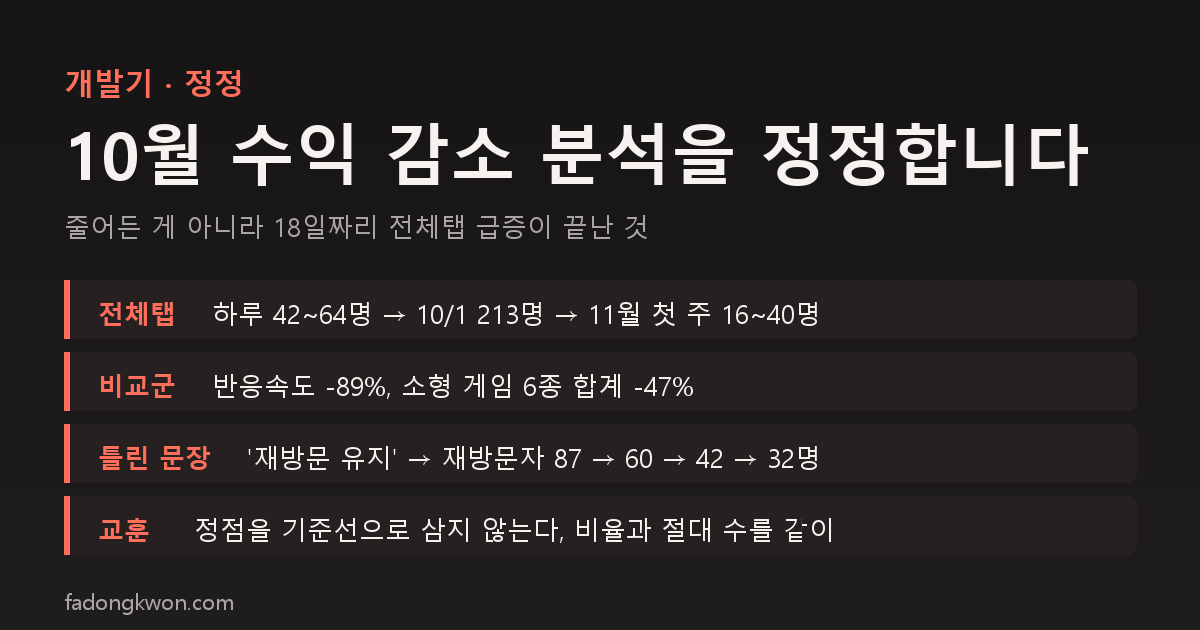 개발기 · 정정
10월 수익 감소 분석을 정정합니다
줄어든 게 아니라 18일짜리 전체탭 급증이 끝난 것
전체탭 하루 42~64명 → 10/1 213명 → 11월 첫 주 16~40명
비교군 반응속도 -89%, 소형 게임 6종 합계 -47%
틀린 문장 '재방문 유지' → 재방문자 87 → 60 → 42 → 32명
교훈 정점을 기준선으로 삼지 않는다, 비율과 절대 수를 같이
fadongkwon.com